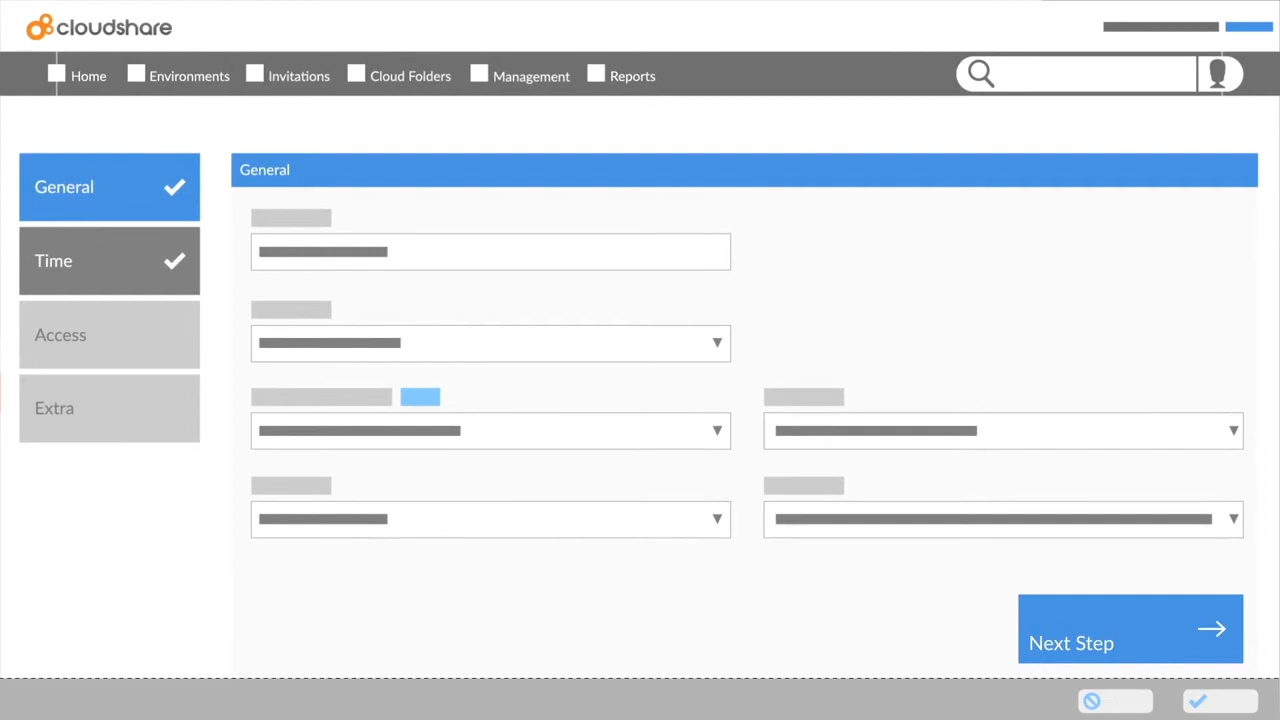 cloudshare
Home Environments Invitations Cloud Folders Management Reports
General
General
Time
Access
Extra
Next Step